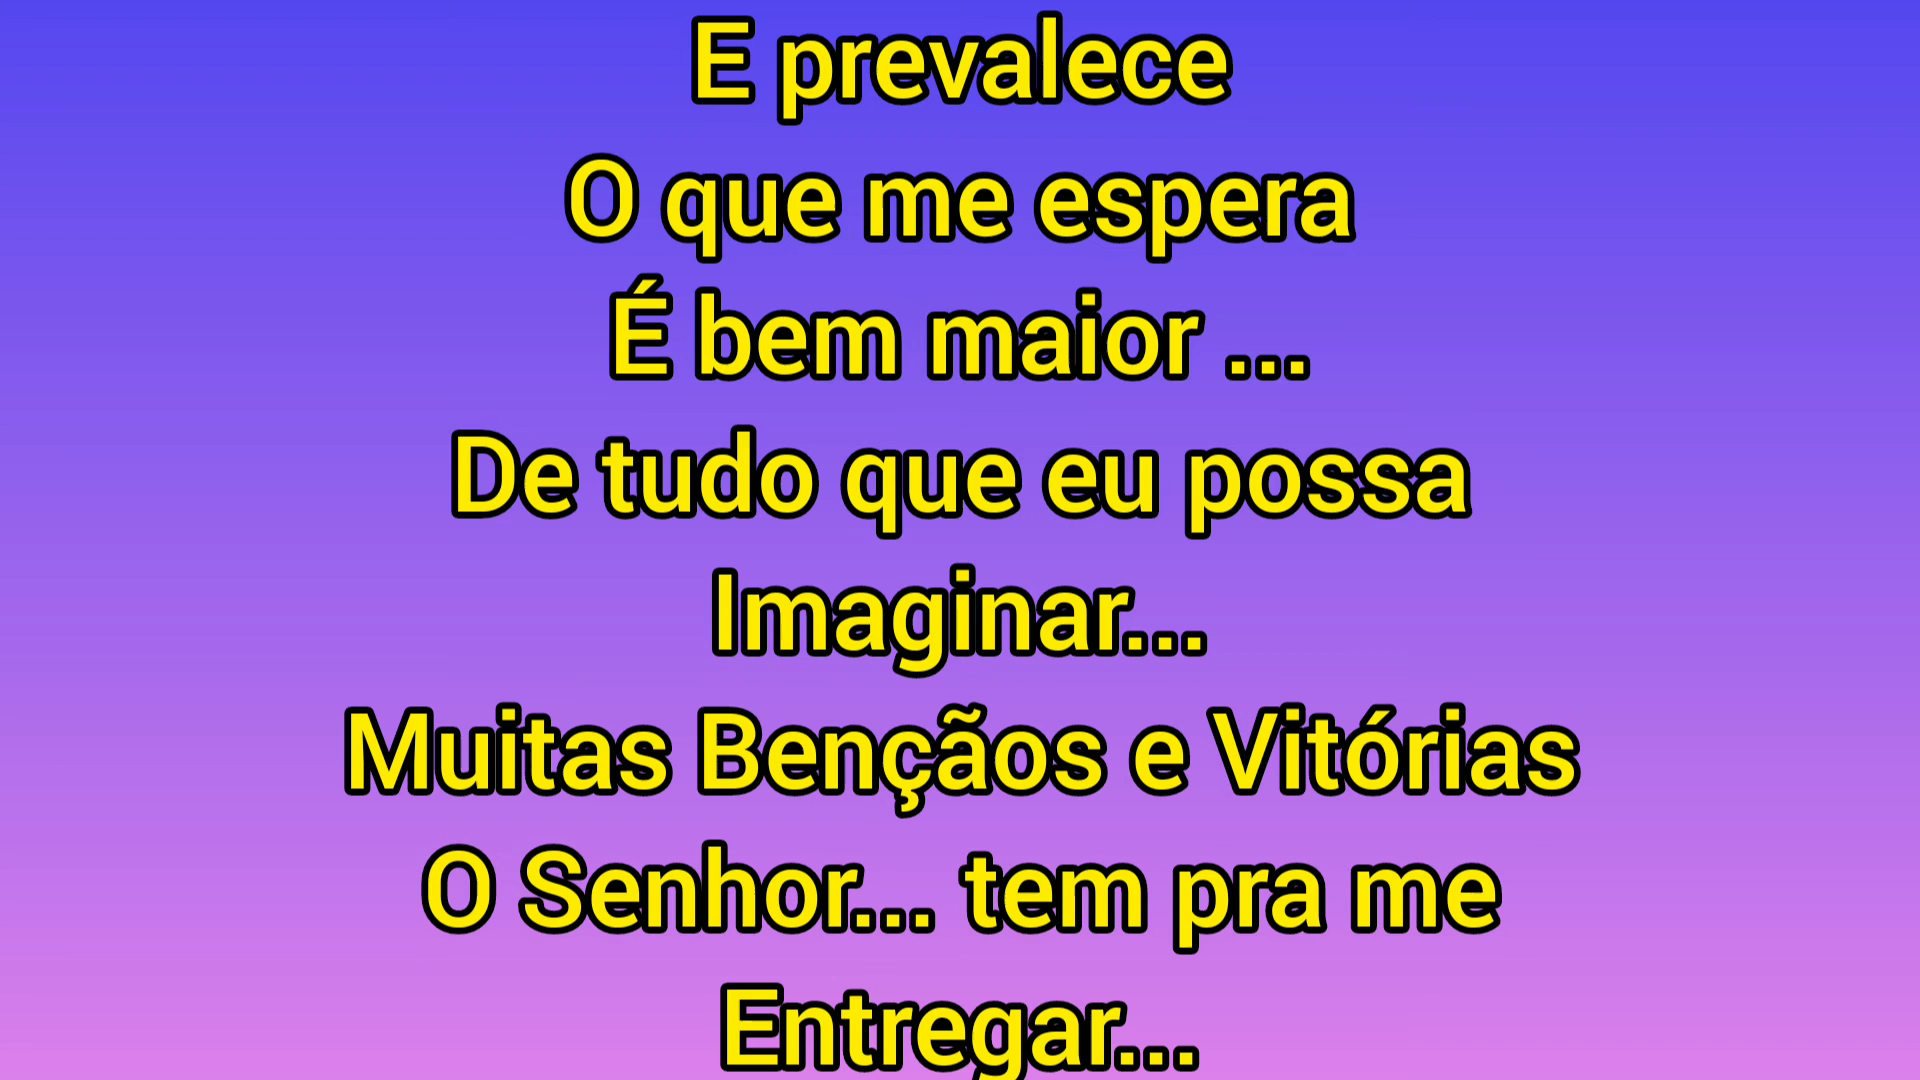 E prevalece
O que me espera
É bem maior ...
De tudo que eu possa
Imaginar...
Muitas Bençãos e Vitórias
O Senhor... tem pra me
Entregar...